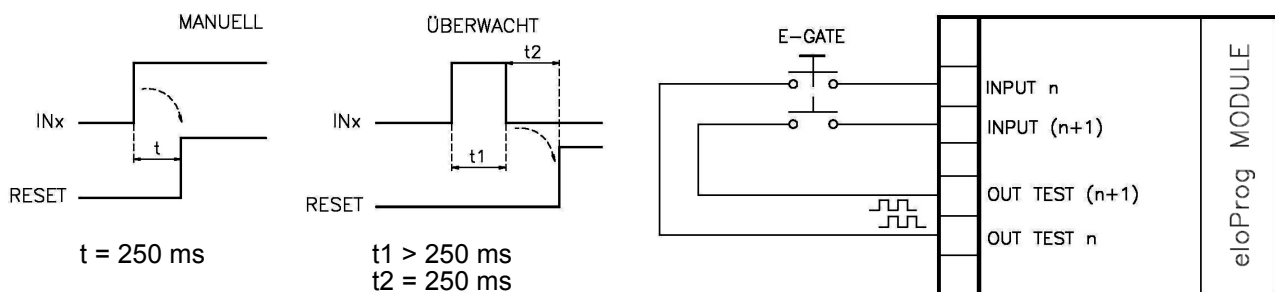 MANUELL
INx
t
RESET
t = 250 ms
ÜBERWACHT
t2
INx
t1
RESET
t1 > 250 ms
t2 = 250 ms
E-GATE
INPUT n
INPUT (n+1)
OUT TEST (n+1)
OUT TEST n
eloProg MODULE